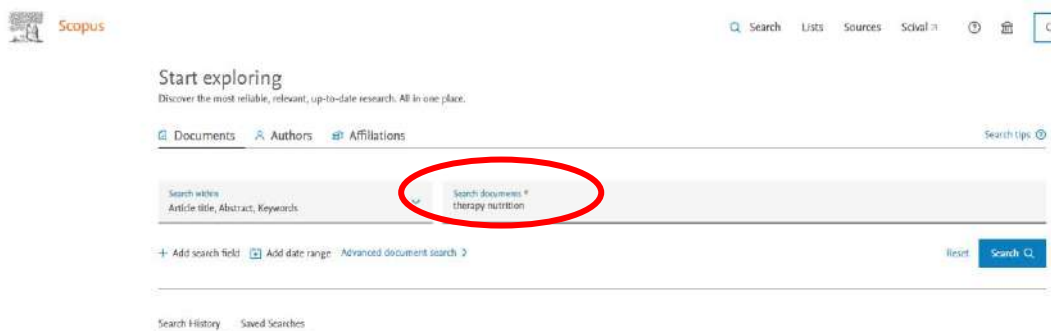 Scopus
Search Lists Sources Scival
Start exploring
Discover the most reliable, relevant, up-to-date research. All in one place.
Documents Authors Affiliations
Search tips
Search within
Article title, Abstract, Keywords
Search documents *
therapy nutrition
+ Add search field Add date range Advanced document search >
Reset Search
Search History Saved Searches